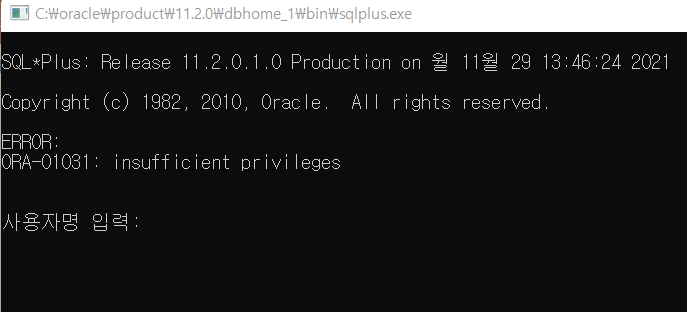 C:₩oracle₩product₩11.2.0₩dbhome_1₩bin₩sqlplus.exe
SQL*Plus: Release 11.2.0.1.0 Production on 월 11월 29 13:46:24 2021
Copyright (c) 1982, 2010, Oracle.  All rights reserved.
ERROR:
ORA-01031: insufficient privileges
사용자명 입력: